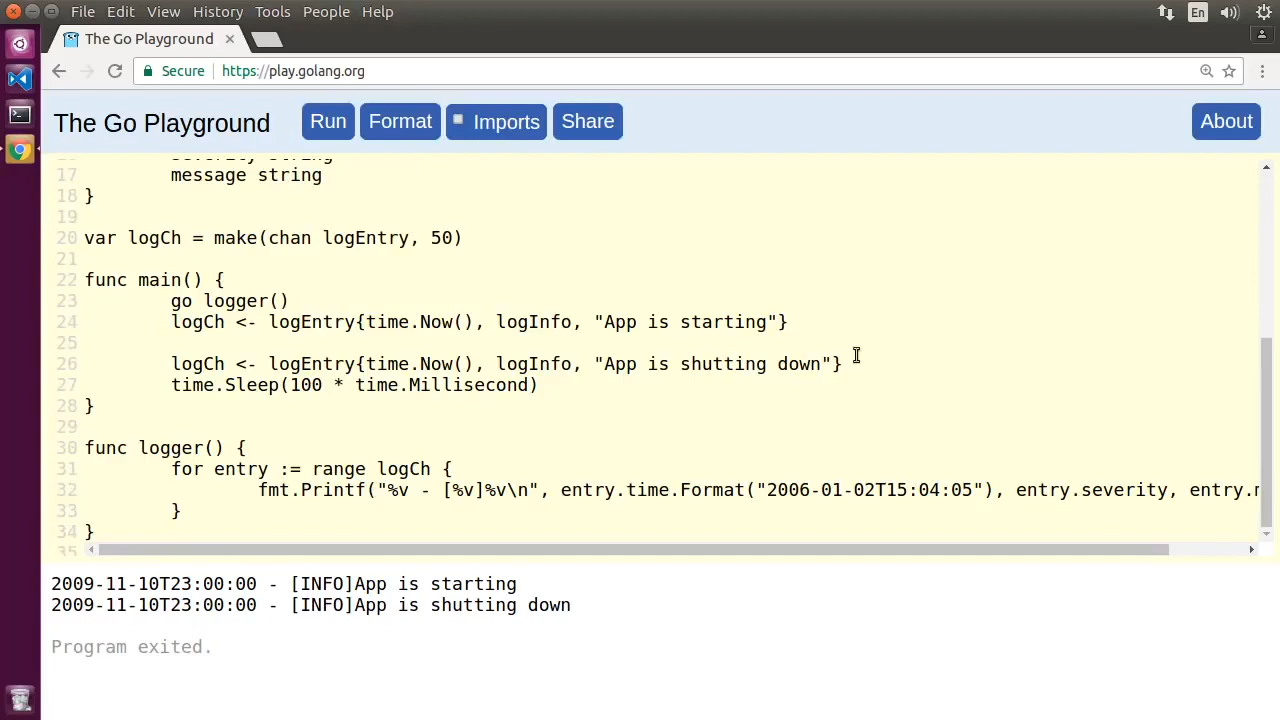 File Edit View History Tools People Help
En
The Go Playground
Secure https://play.golang.org
The Go Playground Run Format Imports Share About
17 message string
18 }
19
20 var logCh = make(chan logEntry, 50)
21
22 func main() {
23 go logger()
24 logCh <- logEntry{time.Now(), logInfo, "App is starting"}
25
26 logCh <- logEntry{time.Now(), logInfo, "App is shutting down"}
27 time.Sleep(100 * time.Millisecond)
28 }
29
30 func logger() {
31 for entry := range logCh {
32 fmt.Printf("%v - [%v]%v\n", entry.time.Format("2006-01-02T15:04:05"), entry.severity, entry.
33 }
34 }
35
2009-11-10T23:00:00 - [INFO]App is starting
2009-11-10T23:00:00 - [INFO]App is shutting down
Program exited.